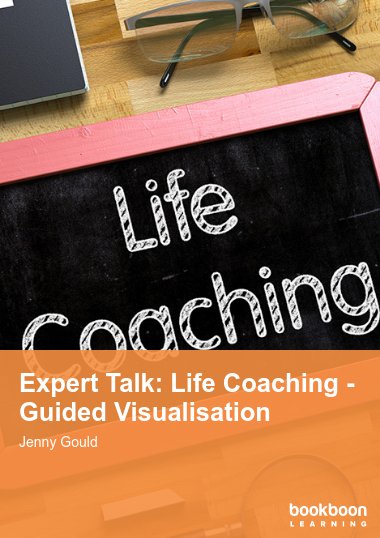 Life
Coaching
Expert Talk: Life Coaching -
Guided Visualisation
Jenny Gould
bookboon
LEARNING